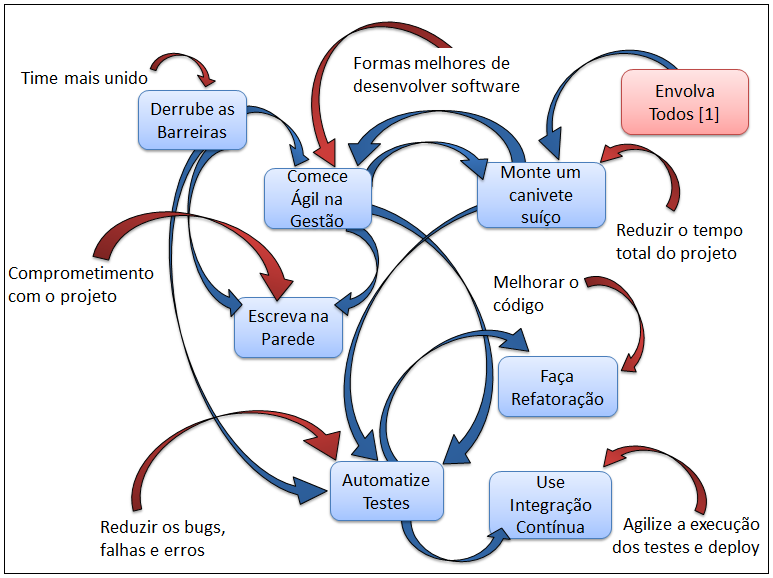 Time mais unido
Derrube as
Barreiras
Formas melhores de
desenvolver software
Envolva
Todos [1]
Comece
Ágil na
Gestão
Monte um
canivete
suíço
Reduzir o tempo
total do projeto
Comprometimento
com o projeto
Escreva na
Parede
Melhorar o
código
Faça
Refatoração
Automatize
Testes
Use
Integração
Contínua
Reduzir os bugs,
falhas e erros
Agilize a execução
dos testes e deploy